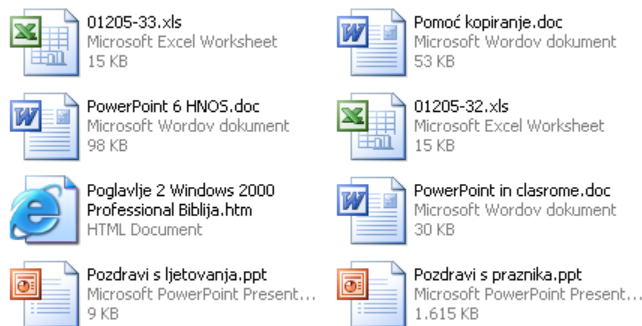 01205-33.xls
Microsoft Excel Worksheet
15 KB
Pomoć kopiranje.doc
Microsoft Wordov dokument
53 KB
PowerPoint 6 HNOS.doc
Microsoft Wordov dokument
98 KB
01205-32.xls
Microsoft Excel Worksheet
15 KB
Poglavlje 2 Windows 2000
Professional Biblija.htm
HTML Document
PowerPoint in clasrome.doc
Microsoft Wordov dokument
30 KB
Pozdravi s ljetovanja.ppt
Microsoft PowerPoint Present...
9 KB
Pozdravi s praznika.ppt
Microsoft PowerPoint Present...
1.615 KB